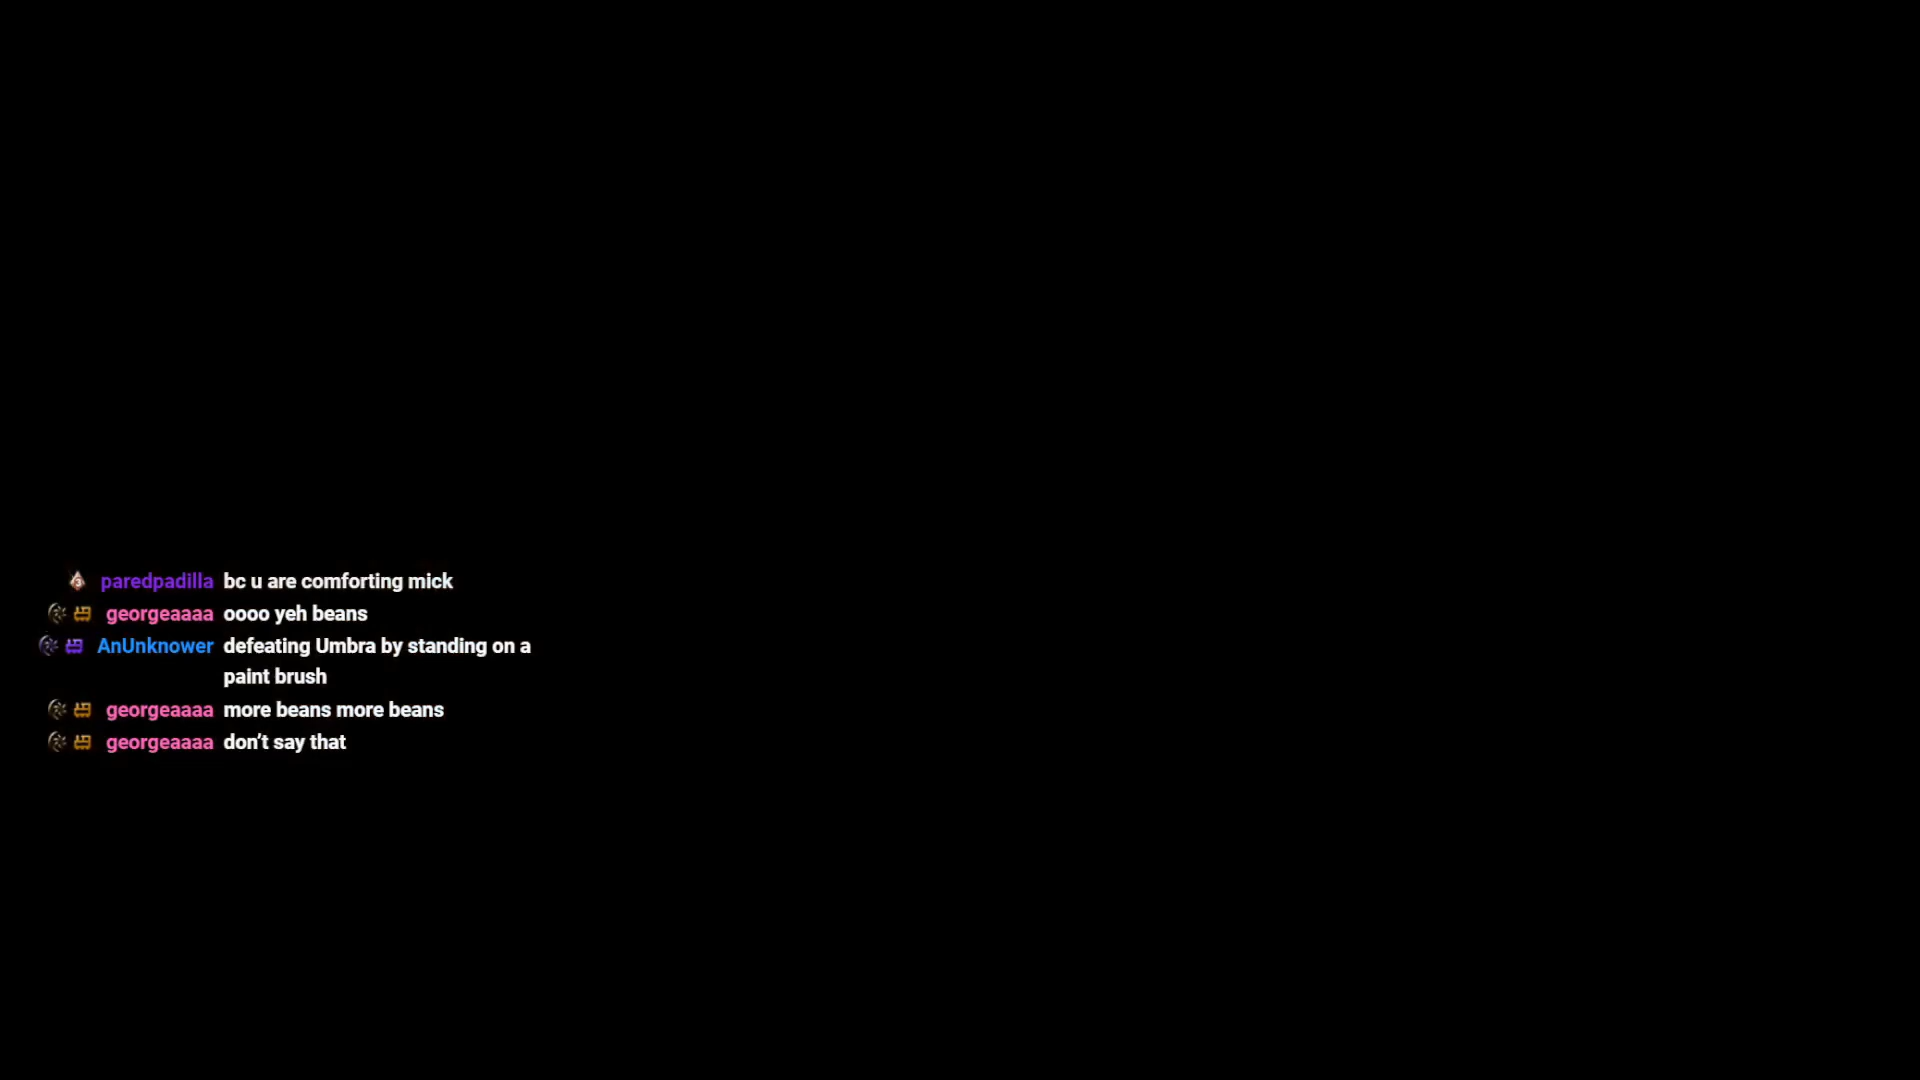 paredpadilla bc u are comforting mick
georgeaaaa oooo yeh beans
AnUnknower defeating Umbra by standing on a
paint brush
georgeaaaa more beans more beans
georgeaaaa don’t say that